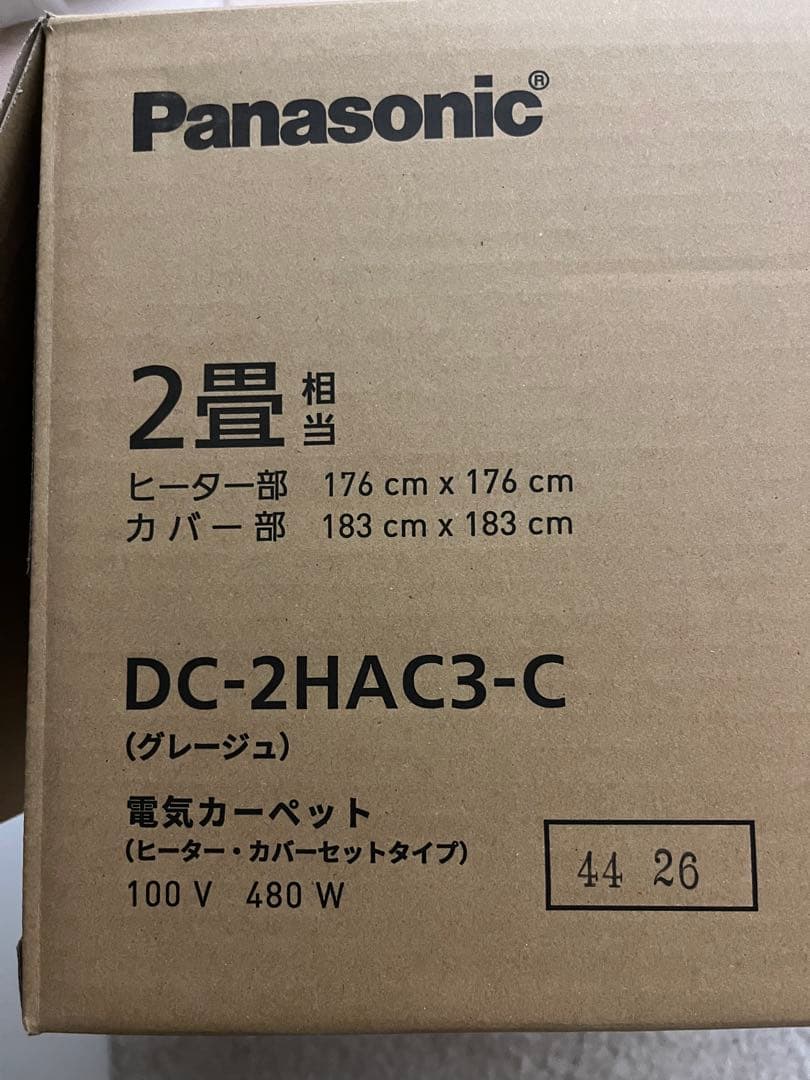 Panasonic®
2畳相当
ヒーター部 176 cm x 176 cm
カバー部 183 cm x 183 cm
DC-2HAC3-C
(グレージュ)
電気カーペット
(ヒーター・カバーセットタイプ)
100 V 480 W
44 26